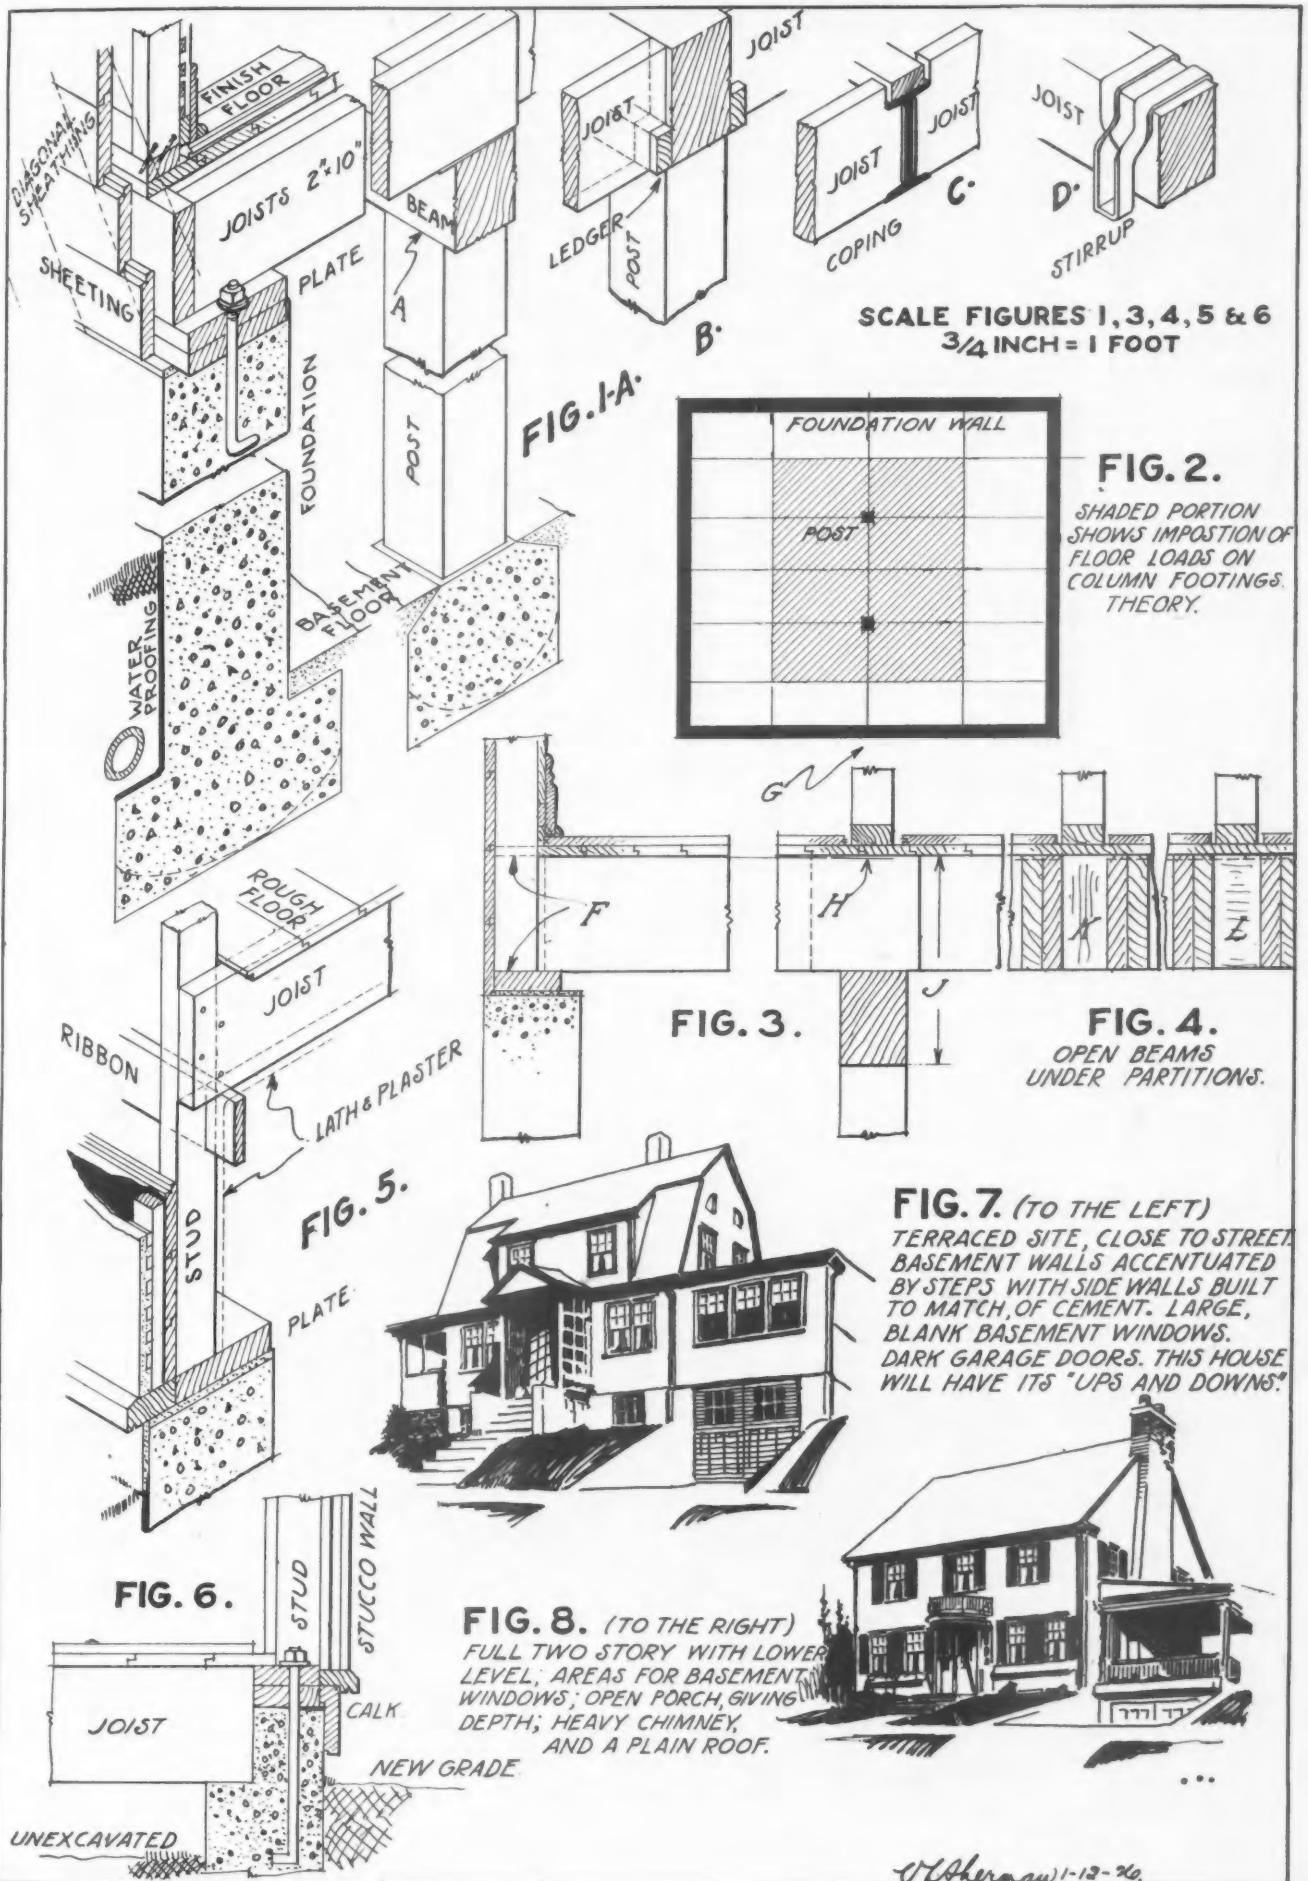 FINISH
FLOOR
DIAGONAL
SHEATHING
JOISTS 2"x10"
SHEETING
PLATE
FOUNDATION
WATER
PROOFING
BASEMENT
FLOOR
BEAM
A
POST
FIG. 1-A.
JOIST
JOIST
LEDGER
POST
B.
JOIST
JOIST
COPING
C.
JOIST
STIRRUP
D.
SCALE FIGURES 1, 3, 4, 5 & 6
3/4 INCH = 1 FOOT
FOUNDATION WALL
POST
FIG. 2.
SHADED PORTION
SHOWS IMPOSTION OF
FLOOR LOADS ON
COLUMN FOOTINGS.
THEORY.
G
F
H
J
FIG. 3.
E
FIG. 4.
OPEN BEAMS
UNDER PARTITIONS.
ROUGH
FLOOR
JOIST
RIBBON
LATH & PLASTER
STUD
PLATE
FIG. 5.
FIG. 7. (TO THE LEFT)
TERRACED SITE, CLOSE TO STREET.
BASEMENT WALLS ACCENTUATED
BY STEPS WITH SIDE WALLS BUILT
TO MATCH, OF CEMENT. LARGE,
BLANK BASEMENT WINDOWS.
DARK GARAGE DOORS. THIS HOUSE
WILL HAVE ITS "UPS AND DOWNS."
FIG. 6.
STUD
STUCCO WALL
CALK
JOIST
NEW GRADE
UNEXCAVATED
FIG. 8. (TO THE RIGHT)
FULL TWO STORY WITH LOWER
LEVEL; AREAS FOR BASEMENT
WINDOWS; OPEN PORCH, GIVING
DEPTH; HEAVY CHIMNEY,
AND A PLAIN ROOF.
1-12-26.